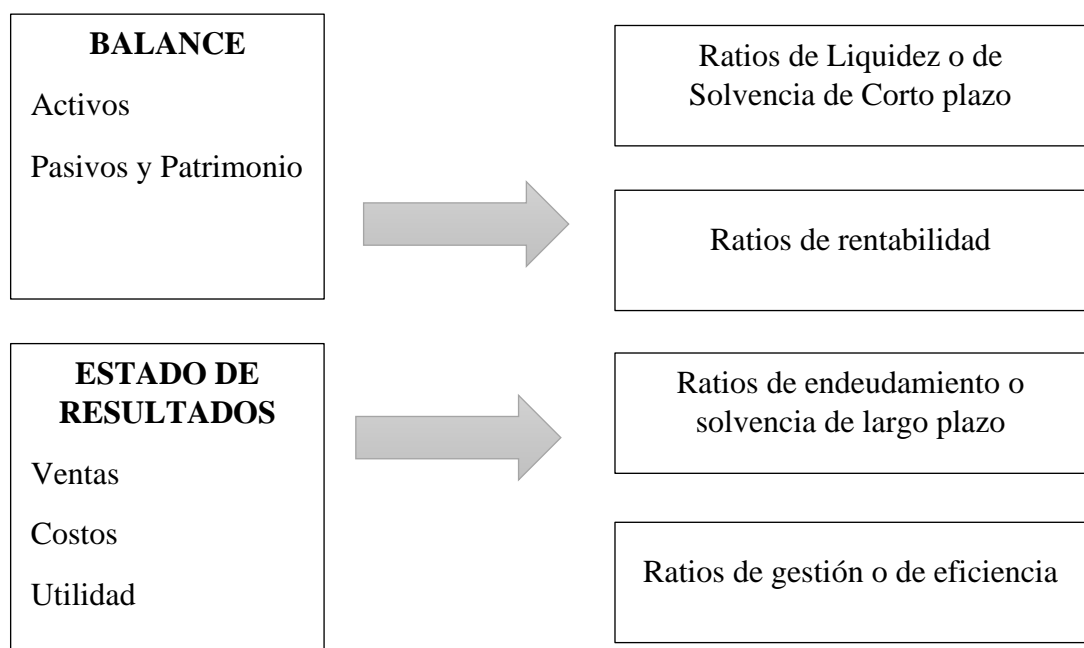 BALANCE
Activos
Pasivos y Patrimonio
ESTADO DE
RESULTADOS
Ventas
Costos
Utilidad
Ratios de Liquidez o de
Solvencia de Corto plazo
Ratios de rentabilidad
Ratios de endeudamiento o
solvencia de largo plazo
Ratios de gestión o de eficiencia